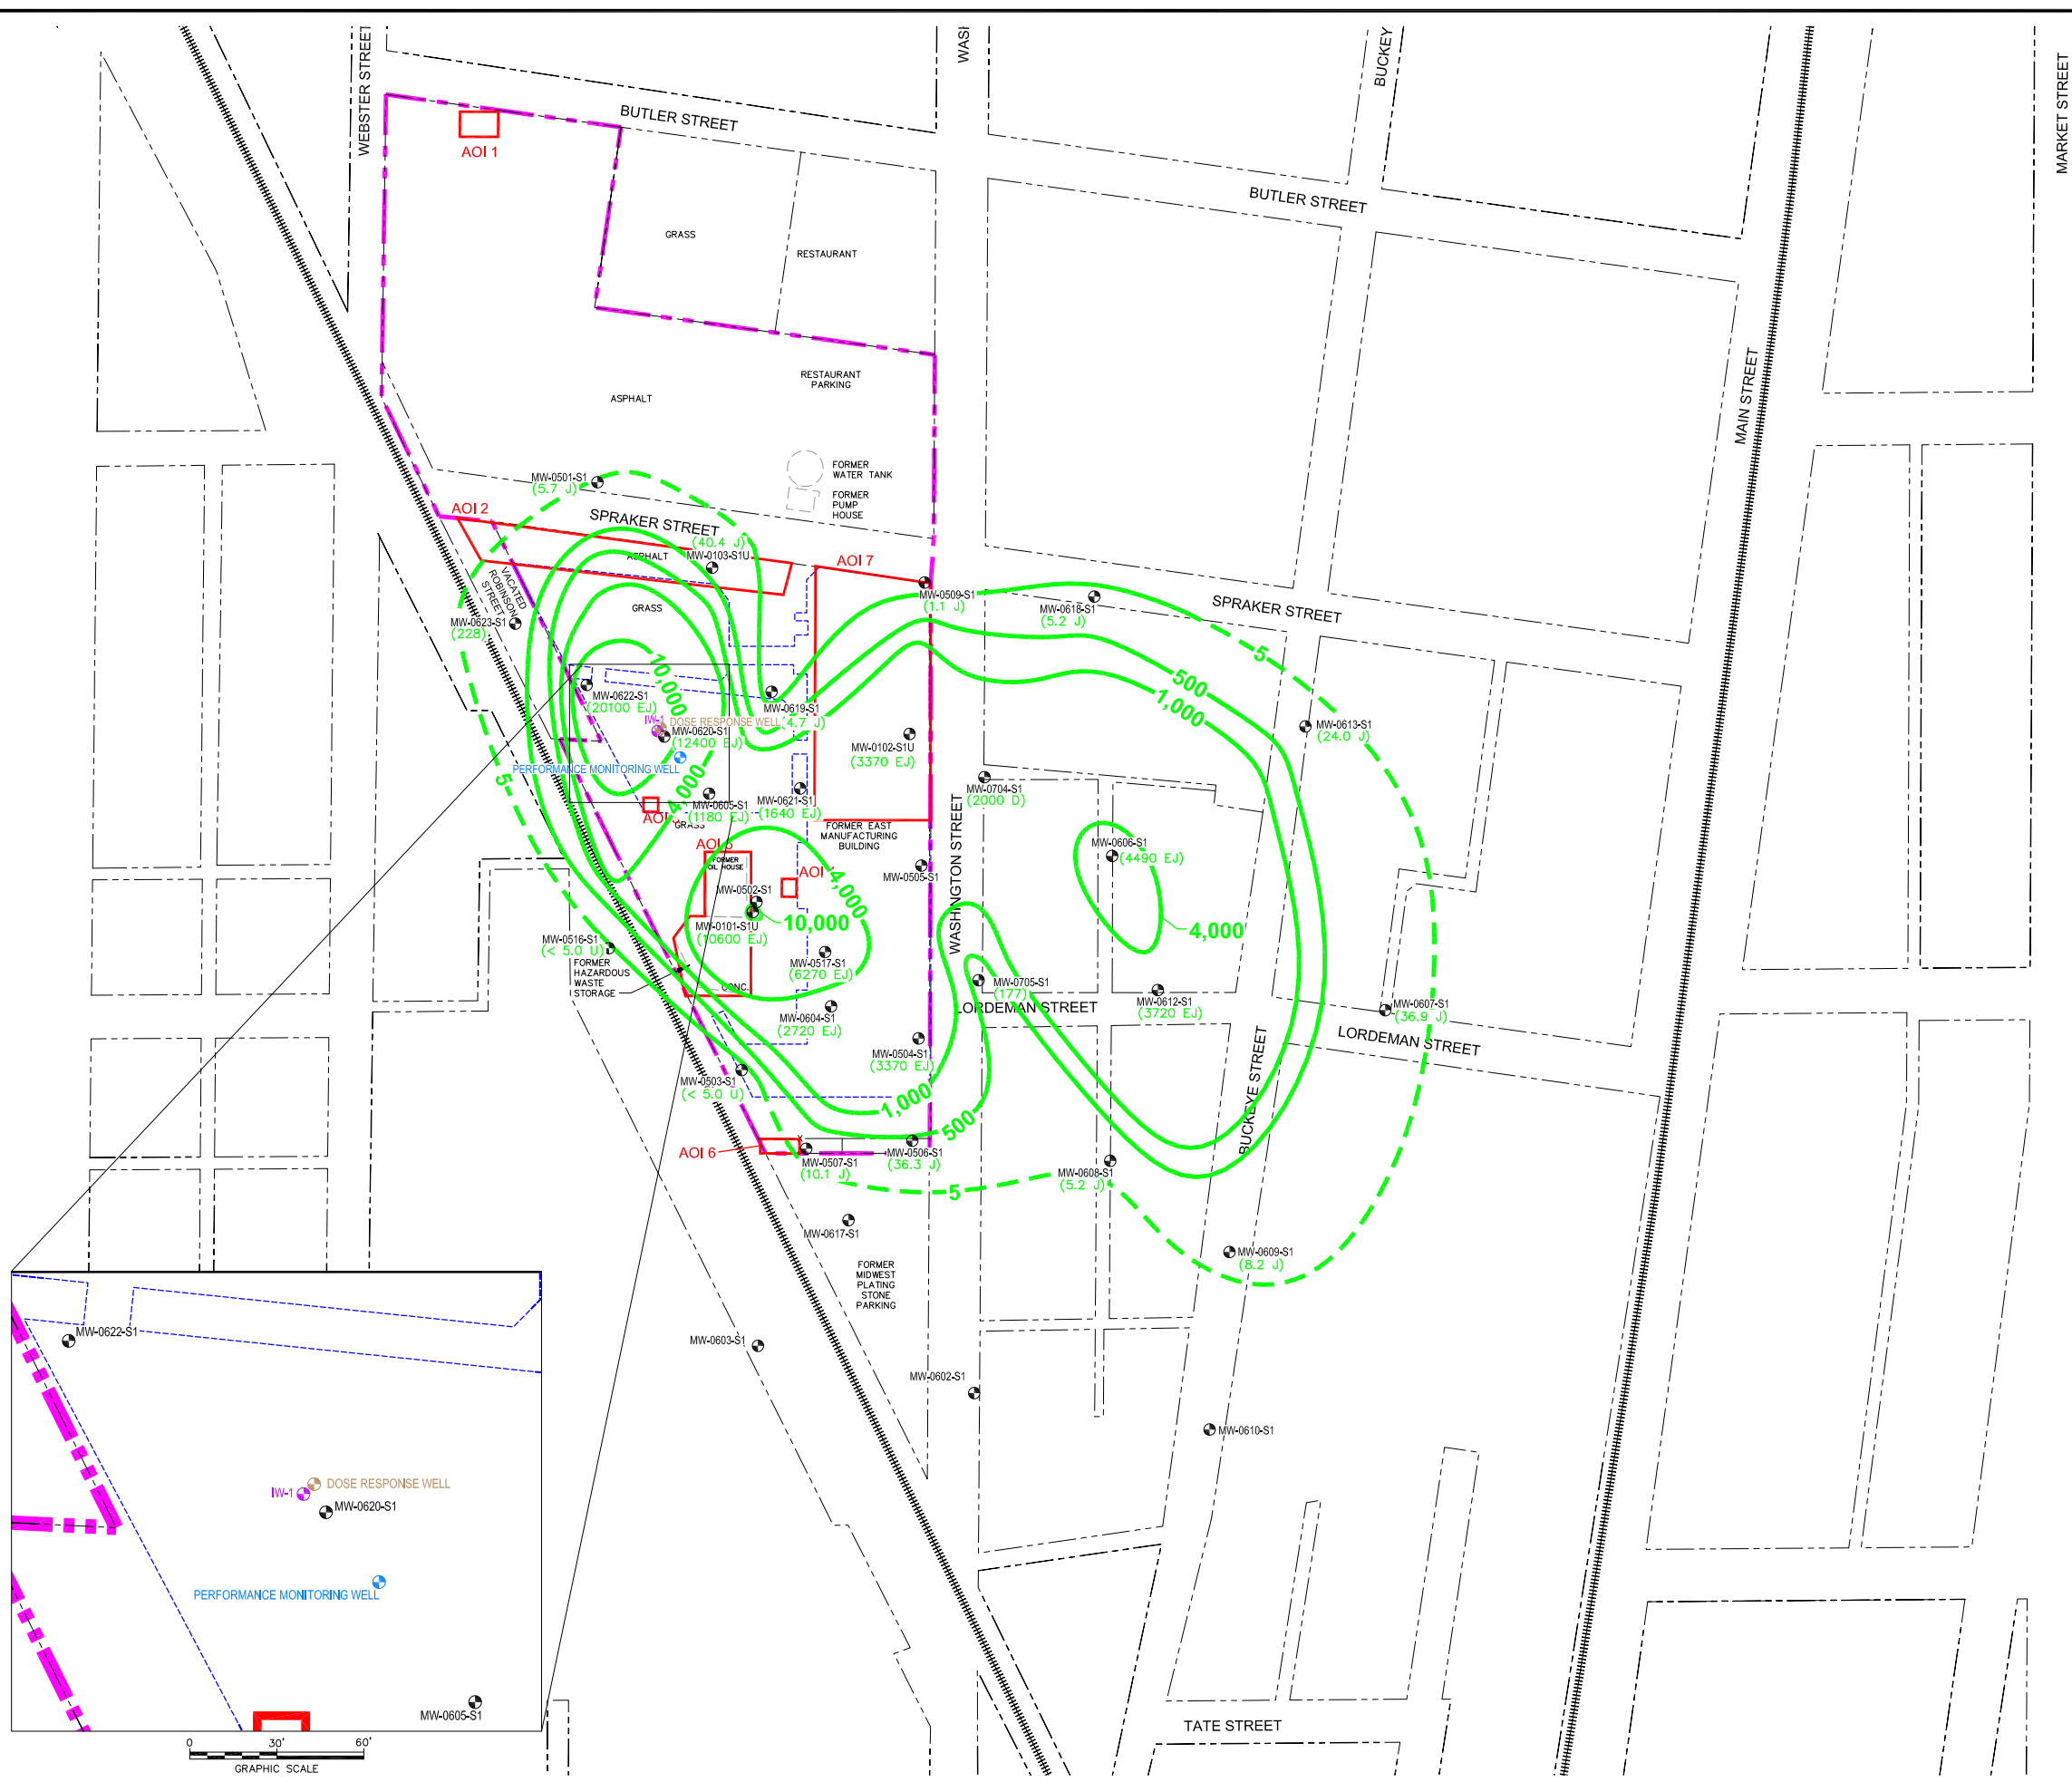 WEBSTER STREET
WASH
BUCKEY
MARKET STREET
BUTLER STREET
AOI 1
BUTLER STREET
GRASS
RESTAURANT
MAIN STREET
RESTAURANT
PARKING
ASPHALT
FORMER
WATER TANK
FORMER
PUMP
HOUSE
MW-0501-S1
(5.7 J)
AOI 2
SPRAKER STREET
(40.4 J)
MW-0103-S1U
ASPHALT
AOI 7
VACATED
ROBINSON
STREET
GRASS
MW-0509-S1
(1.1 J)
MW-0618-S1
(5.2 J)
SPRAKER STREET
MW-0623-S1
(228)
5
500
1,000
10,000
MW-0622-S1
(20100 EJ)
IW-1
DOSE RESPONSE WELL
MW-0619-S1
(4.7 J)
MW-0620-S1
(12400 EJ)
MW-0613-S1
(24.0 J)
MW-0102-S1U
(3370 EJ)
PERFORMANCE MONITORING WELL
4,000
5
MW-0605-S1
(1180 EJ)
MW-0621-S1
(1640 EJ)
MW-0704-S1
(2000 D)
GRASS
FORMER EAST
MANUFACTURING
BUILDING
WASHINGTON STREET
MW-0606-S1
(4490 EJ)
FORMER
OIL HOUSE
AOI
4,000
MW-0505-S1
MW-0502-S1
MW-0101-S1U
(10600 EJ)
10,000
4,000
MW-0516-S1
(< 5.0 U)
FORMER
HAZARDOUS
WASTE
STORAGE
MW-0517-S1
(6270 EJ)
CONC.
MW-0705-S1
(177)
LORDEMAN STREET
MW-0612-S1
(3720 EJ)
MW-0607-S1
(36.9 J)
LORDEMAN STREET
MW-0604-S1
(2720 EJ)
MW-0504-S1
(3370 EJ)
BUCKEYE STREET
MW-0503-S1
(< 5.0 U)
1,000
500
AOI 6
X
MW-0507-S1
(10.1 J)
MW-0506-S1
(36.3 J)
MW-0608-S1
(5.2 J)
5
MW-0617-S1
MW-0609-S1
(8.2 J)
FORMER
MIDWEST
PLATING
STONE
PARKING
MW-0603-S1
MW-0602-S1
MW-0610-S1
MW-0622-S1
IW-1
DOSE RESPONSE WELL
MW-0620-S1
PERFORMANCE MONITORING WELL
MW-0605-S1
0 30' 60'
GRAPHIC SCALE
TATE STREET